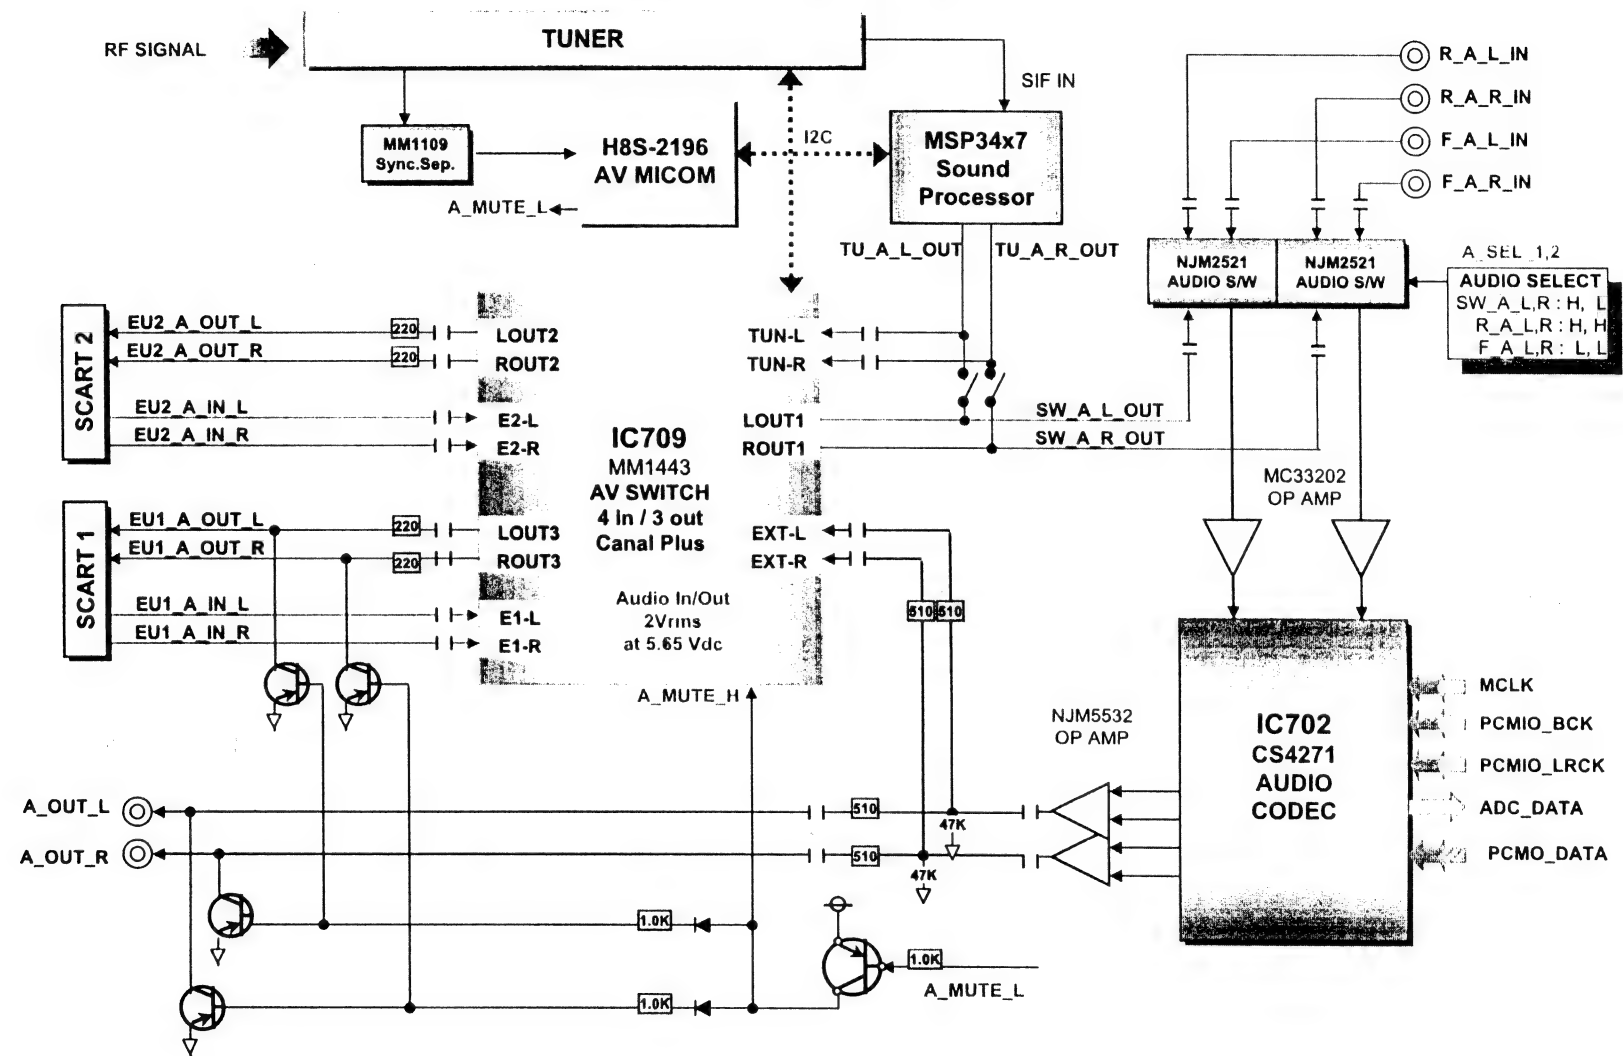 TUNER
RF SIGNAL
SIF IN
MM1109
Sync.Sep.
H8S-2196
AV MICOM
I2C
MSP34x7
Sound
Processor
A_MUTE_L
TU_A_L_OUT
TU_A_R_OUT
R_A_L_IN
R_A_R_IN
F_A_L_IN
F_A_R_IN
NJM2521
AUDIO S/W
NJM2521
AUDIO S/W
A_SEL_1,2
AUDIO SELECT
SW_A_L,R : H, L
R_A_L,R : H, H
F_A_L,R : L, L
SCART 2
EU2_A_OUT_L
EU2_A_OUT_R
EU2_A_IN_L
EU2_A_IN_R
220
220
LOUT2
ROUT2
E2-L
E2-R
SCART 1
EU1_A_OUT_L
EU1_A_OUT_R
EU1_A_IN_L
EU1_A_IN_R
220
220
LOUT3
ROUT3
E1-L
E1-R
IC709
MM1443
AV SWITCH
4 in / 3 out
Canal Plus
Audio In/Out
2Vrms
at 5.65 Vdc
TUN-L
TUN-R
LOUT1
ROUT1
EXT-L
EXT-R
SW_A_L_OUT
SW_A_R_OUT
MC33202
OP AMP
510
510
A_MUTE_H
NJM5532
OP AMP
IC702
CS4271
AUDIO
CODEC
MCLK
PCMIO_BCK
PCMIO_LRCK
ADC_DATA
PCMO_DATA
A_OUT_L
A_OUT_R
510
510
47K
47K
1.0K
1.0K
1.0K
A_MUTE_L